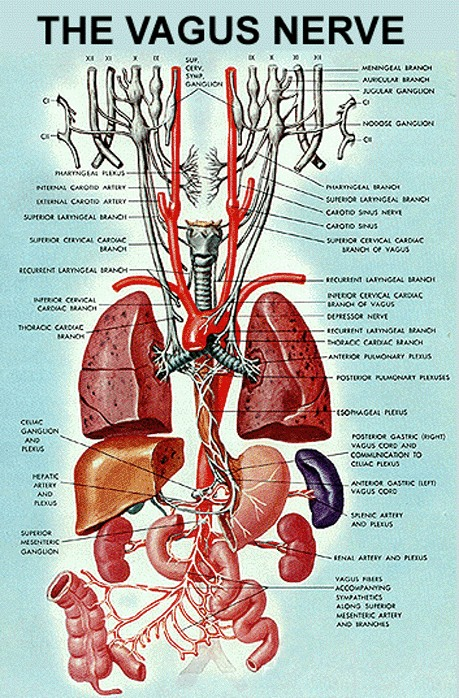 THE VAGUS NERVE
XII XI X IX
SUP.
CERV.
SYMP.
GANGLION
IX X XI XII
CI
CII
PHARYNGEAL PLEXUS
INTERNAL CAROTID ARTERY
EXTERNAL CAROTID ARTERY
SUPERIOR LARYNGEAL BRANCH
SUPERIOR CERVICAL CARDIAC
BRANCH
RECURRENT LARYNGEAL BRANCH
INFERIOR CERVICAL
CARDIAC BRANCH
THORACIC CARDIAC
BRANCH
CELIAC
GANGLION
AND
PLEXUS
HEPATIC
ARTERY
AND
PLEXUS
SUPERIOR
MESENTERIC
GANGLION
MENINGEAL BRANCH
AURICULAR BRANCH
JUGULAR GANGLION
CI
NODOSE GANGLION
CII
PHARYNGEAL BRANCH
SUPERIOR LARYNGEAL BRANCH
CAROTID SINUS NERVE
CAROTID SINUS
SUPERIOR CERVICAL CARDIAC
BRANCH OF VAGUS
RECURRENT LARYNGEAL BRANCH
INFERIOR CERVICAL CARDIAC
BRANCH OF VAGUS
DEPRESSOR NERVE
RECURRENT LARYNGEAL BRANCH
THORACIC CARDIAC BRANCH
ANTERIOR PULMONARY PLEXUS
POSTERIOR PULMONARY PLEXUSES
ESOPHAGEAL PLEXUS
POSTERIOR GASTRIC (RIGHT)
VAGUS CORD AND
COMMUNICATION TO
CELIAC PLEXUS
ANTERIOR GASTRIC (LEFT)
VAGUS CORD
SPLENIC ARTERY
AND PLEXUS
RENAL ARTERY AND PLEXUS
VAGUS FIBERS
ACCOMPANYING
SYMPATHETICS
ALONG SUPERIOR
MESENTERIC ARTERY
AND BRANCHES